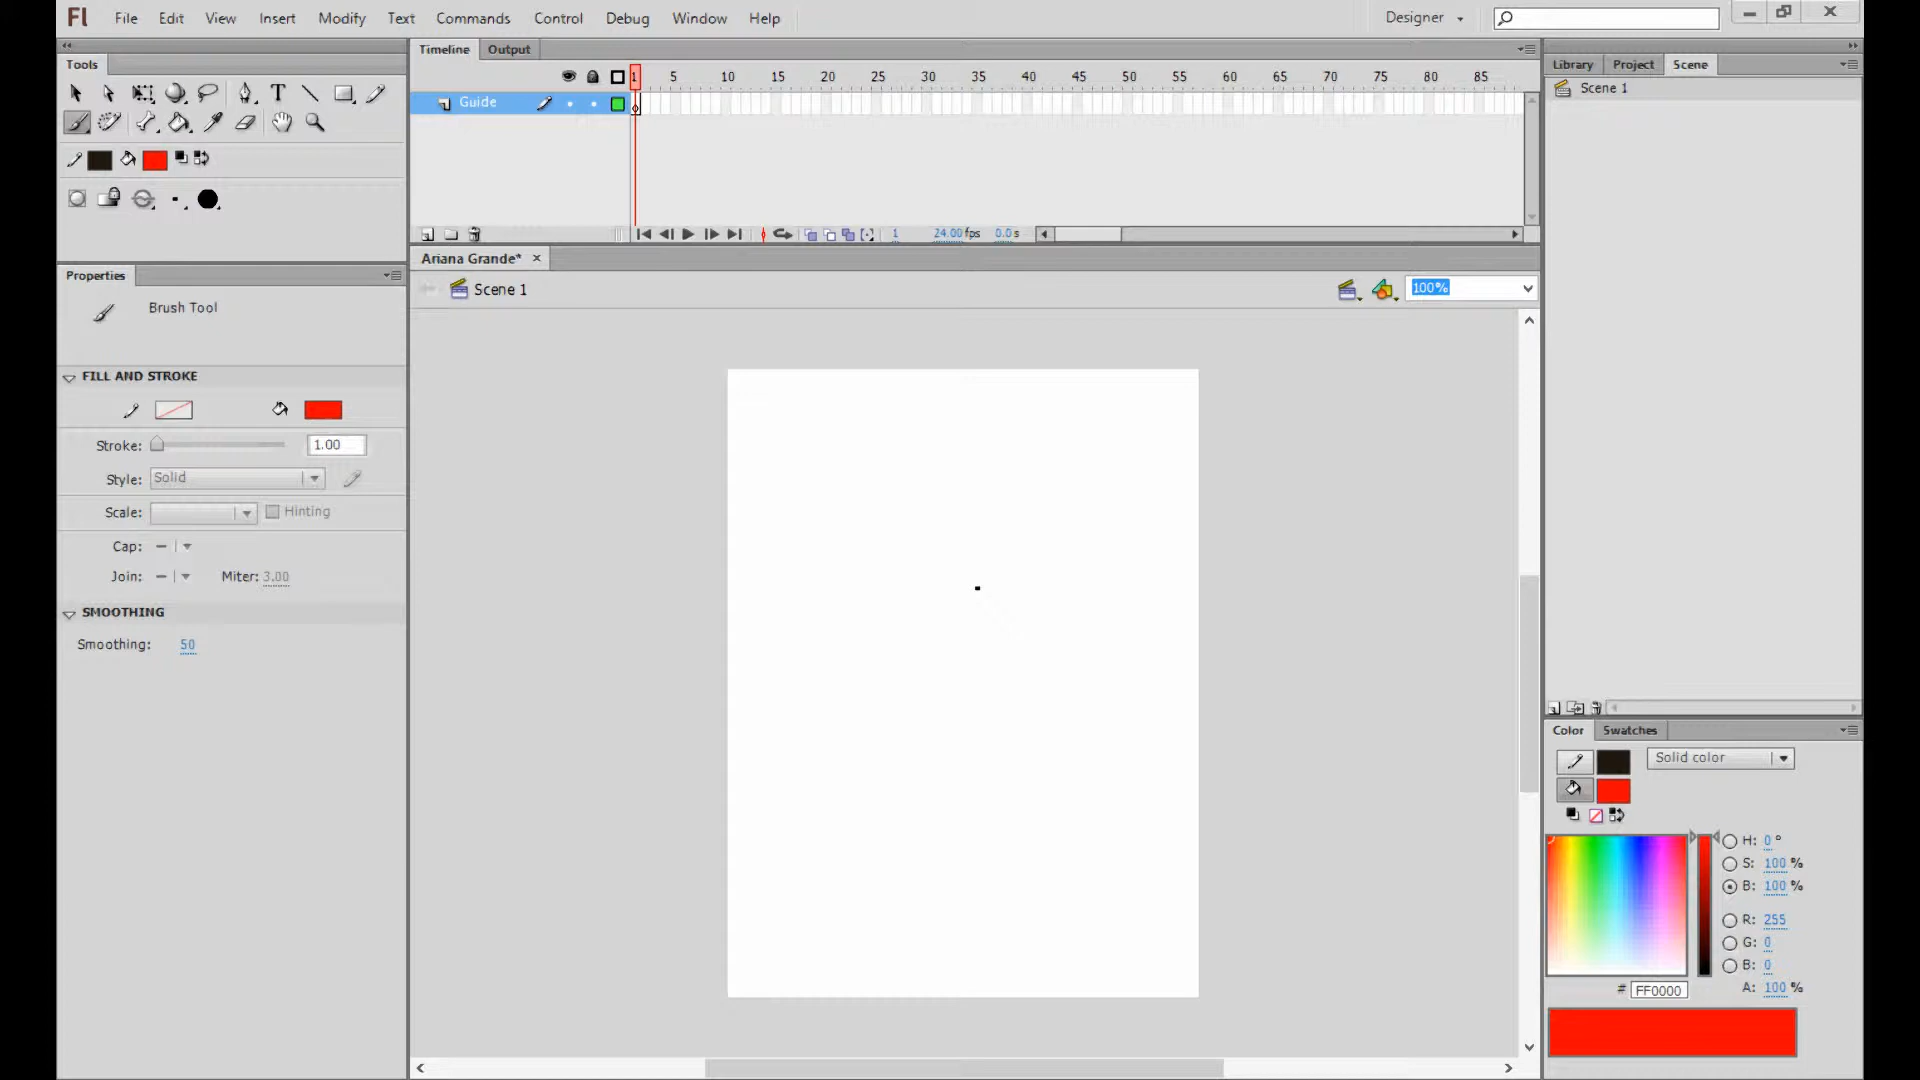 Fl File Edit View Insert Modify Text Commands Control Debug Window Help Designer
Tools
Timeline Output
1 5 10 15 20 25 30 35 40 45 50 55 60 65 70 75 80 85
Guide
1 24.00 fps 0.0 s
Library Project Scene
Scene 1
Ariana Grande* ×
Scene 1 100%
Properties
Brush Tool
FILL AND STROKE
Stroke: 1.00
Style: Solid
Scale: Hinting
Cap:
Join: Miter: 3.00
SMOOTHING
Smoothing: 50
Color Swatches
Solid color
H: 0 °
S: 100 %
B: 100 %
R: 255
G: 0
B: 0
# FF0000 A: 100 %